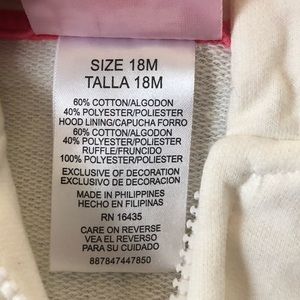 SIZE 18M
TALLA 18M
60% COTTON/ALGODON
40% POLYESTER/POLIESTER
HOOD LINING/CAPUCHA FORRO
60% COTTON/ALGODON
40% POLYESTER/POLIESTER
RUFFLE/FRUNCIDO
100% POLYESTER/POLIESTER
EXCLUSIVE OF DECORATION
EXCLUSIVO DE DECORACION
MADE IN PHILIPPINES
HECHO EN FILIPINAS
RN 16435
CARE ON REVERSE
VEA EL REVERSO
PARA SU CUIDADO
887847447850